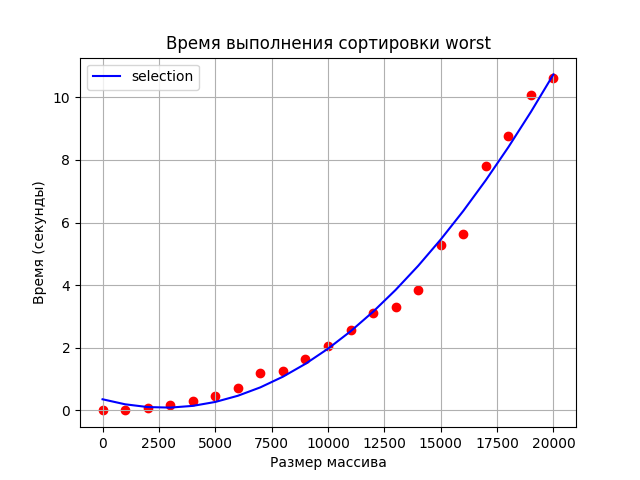 Время выполнения сортировки worst
selection
Время (секунды)
10
8
6
4
2
0
0 2500 5000 7500 10000 12500 15000 17500 20000
Размер массива